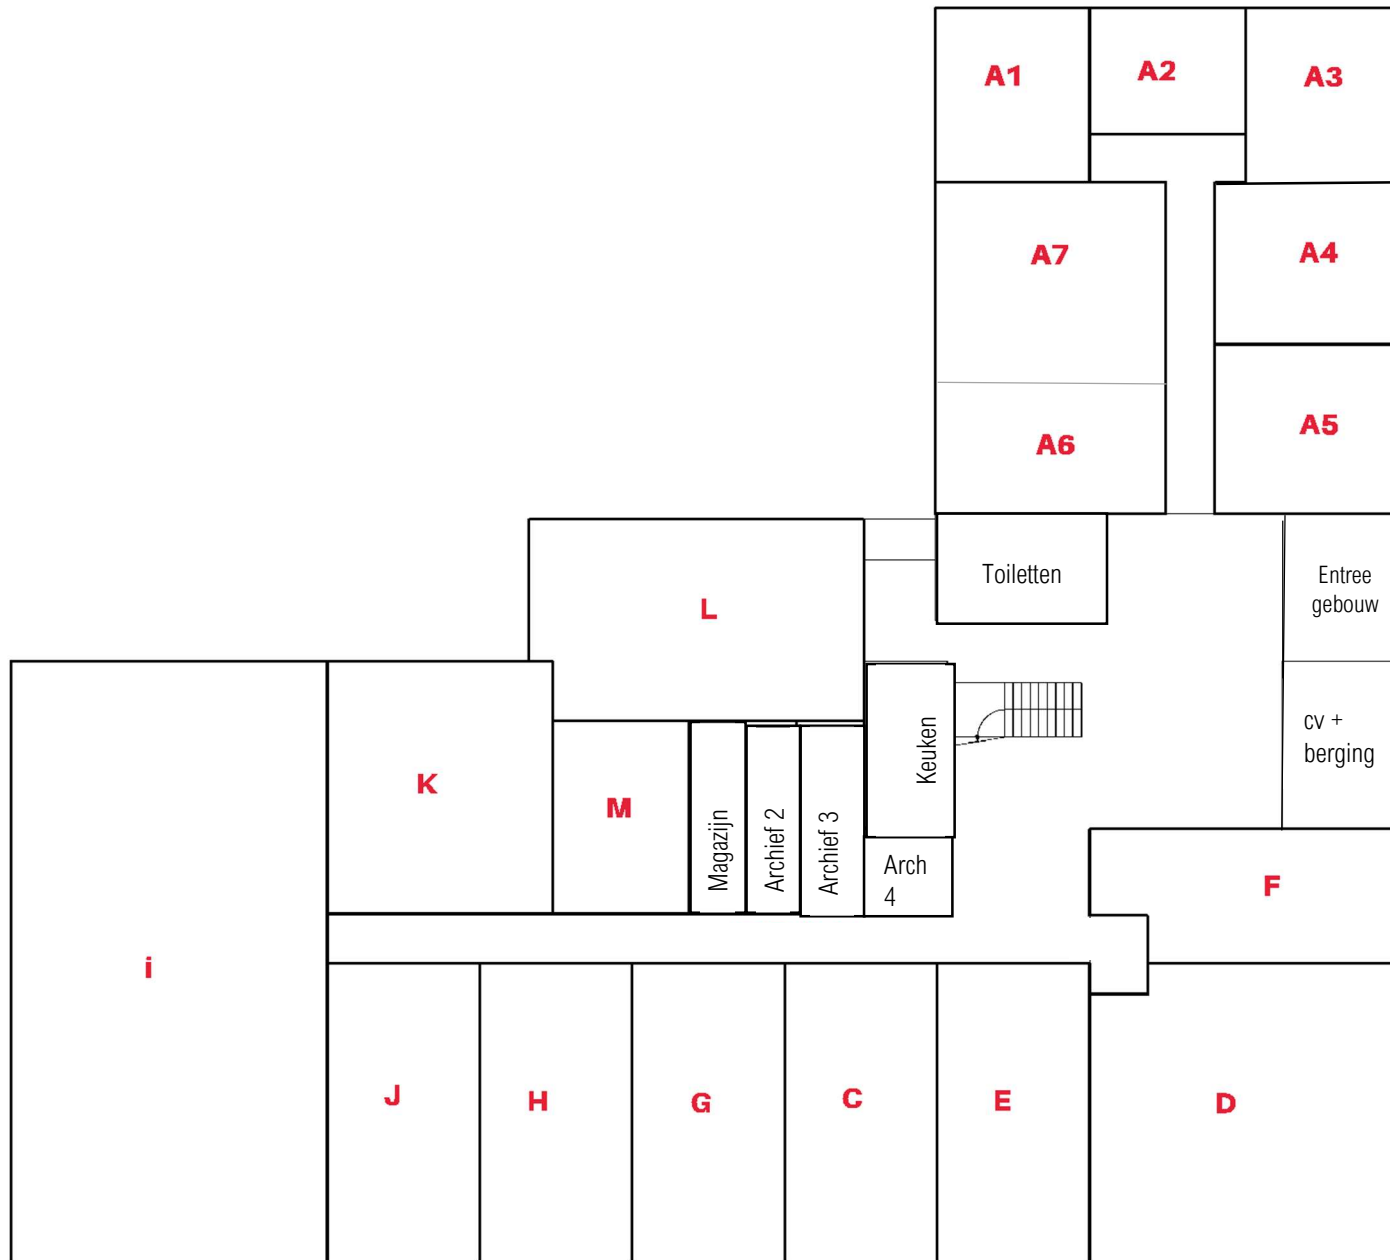 A1
A2
A3
A7
A4
A6
A5
Toiletten
Entree
gebouw
L
Keuken
cv +
berging
K
M
Magazijn
Archief 2
Archief 3
Arch
4
F
i
J
H
G
C
E
D